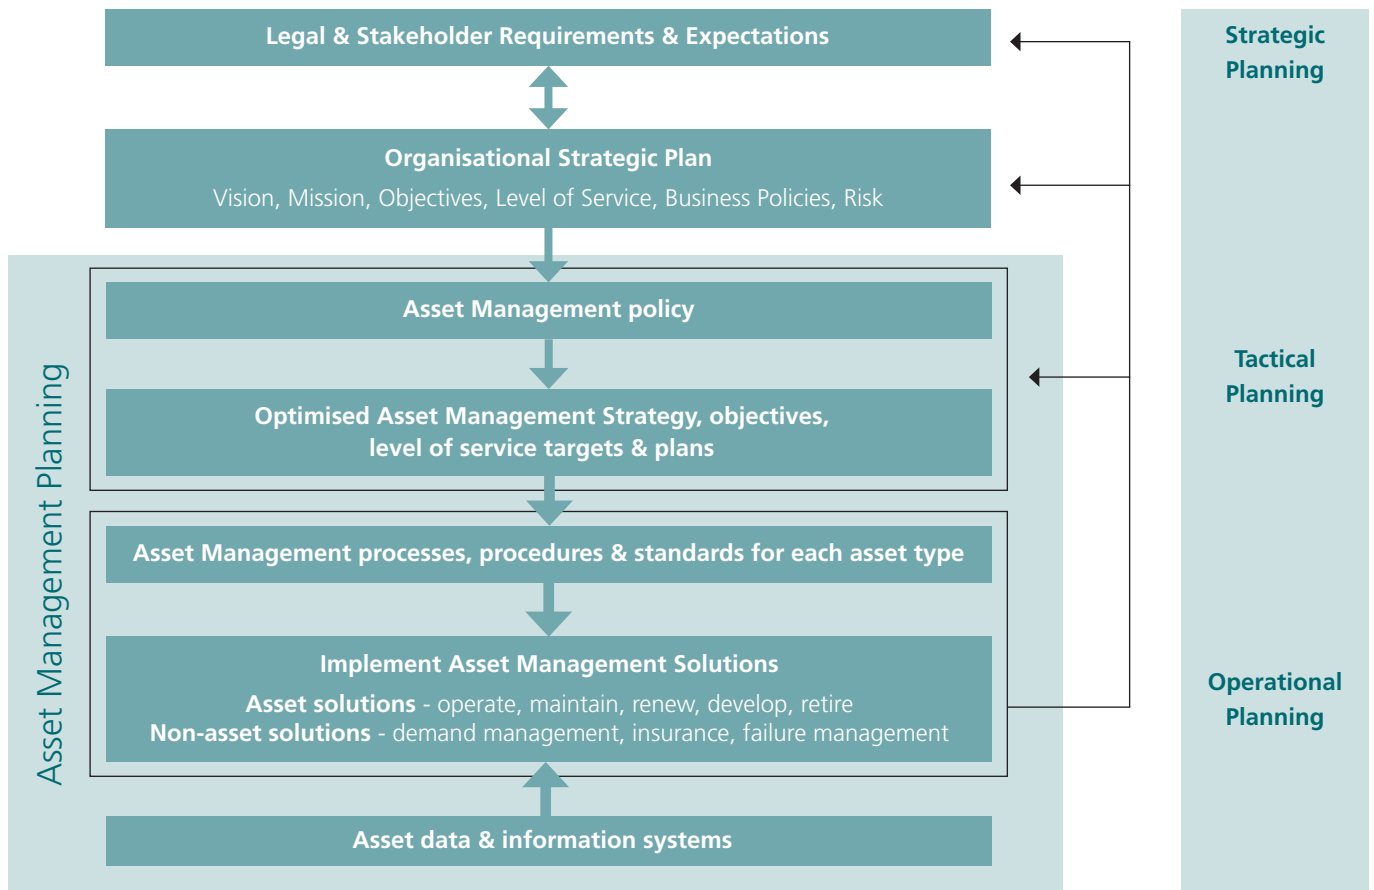 Legal & Stakeholder Requirements & Expectations
Organisational Strategic Plan
Vision, Mission, Objectives, Level of Service, Business Policies, Risk
Asset Management Planning
Asset Management policy
Optimised Asset Management Strategy, objectives,
level of service targets & plans
Asset Management processes, procedures & standards for each asset type
Implement Asset Management Solutions
Asset solutions - operate, maintain, renew, develop, retire
Non-asset solutions - demand management, insurance, failure management
Asset data & information systems
Strategic
Planning
Tactical
Planning
Operational
Planning